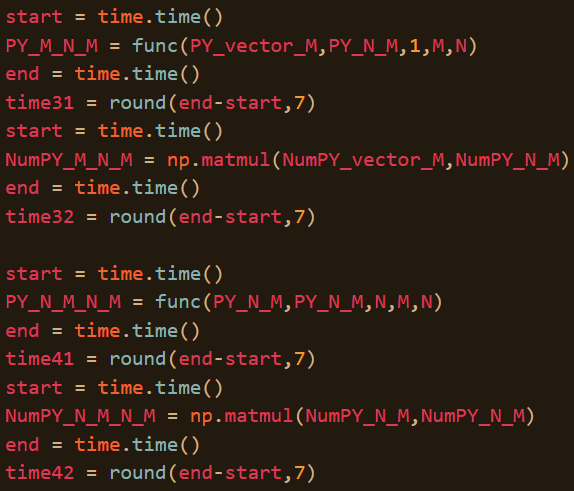 start = time.time()
PY_M_N_M = func(PY_vector_M,PY_N_M,1,M,N)
end = time.time()
time31 = round(end-start,7)
start = time.time()
NumPY_M_N_M = np.matmul(NumPY_vector_M,NumPY_N_M)
end = time.time()
time32 = round(end-start,7)

start = time.time()
PY_N_M_N_M = func(PY_N_M,PY_N_M,N,M,N)
end = time.time()
time41 = round(end-start,7)
start = time.time()
NumPY_N_M_N_M = np.matmul(NumPY_N_M,NumPY_N_M)
end = time.time()
time42 = round(end-start,7)